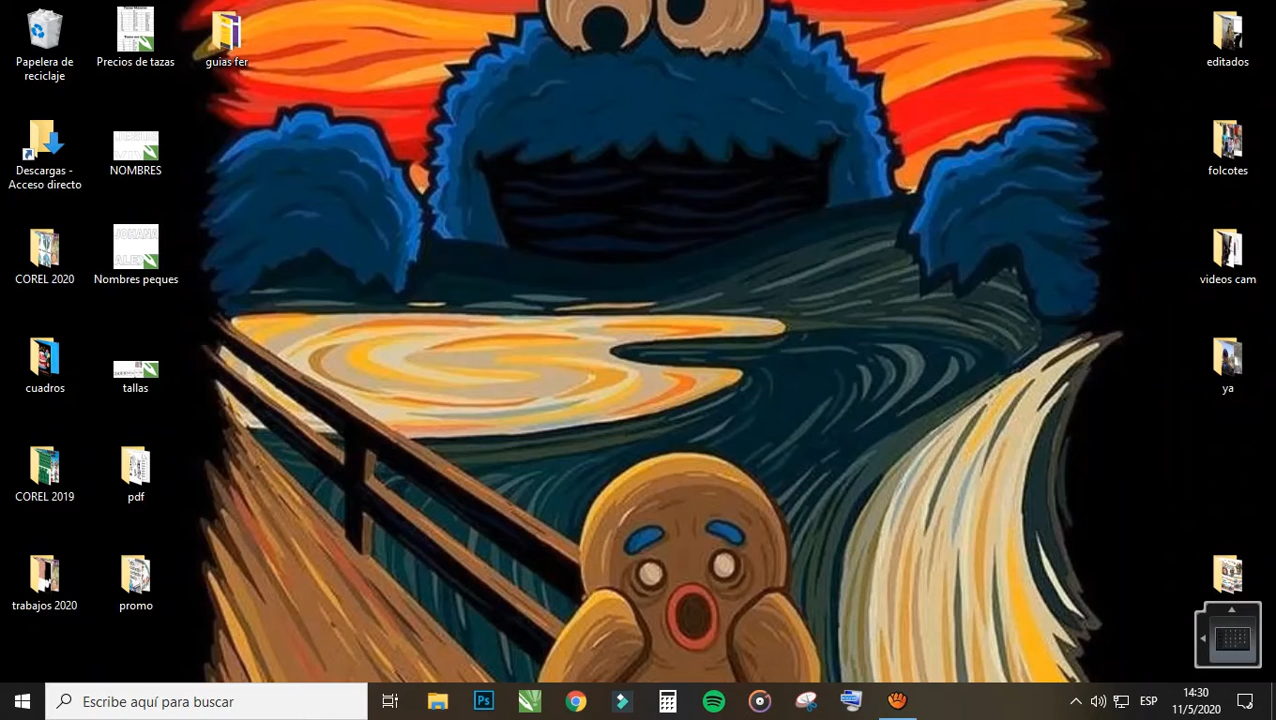 Papelera de
reciclaje
Precios de tazas
guias fer
editados
Descargas -
Acceso directo
NOMBRES
folcotes
COREL 2020
JOHANA
Nombres peques
videos cam
cuadros
tallas
ya
COREL 2019
pdf
trabajos 2020
promo
Escribe aquí para buscar
Ps
ESP
14:30
11/5/2020